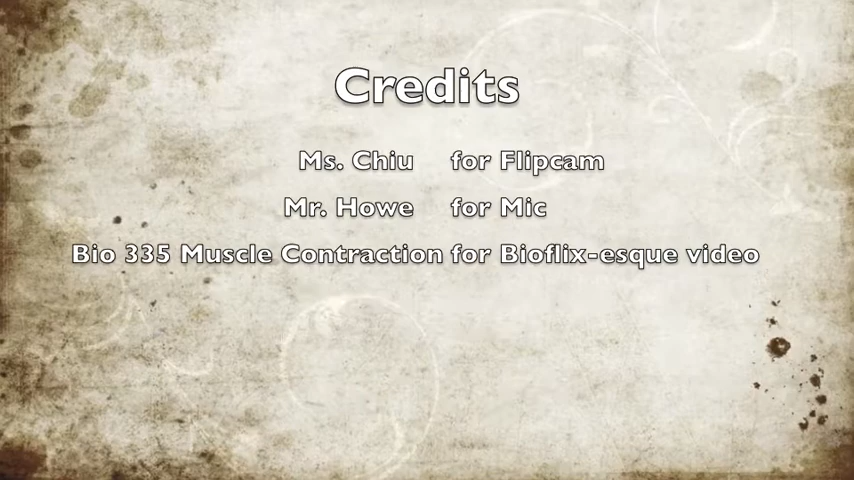 Credits
Ms. Chiu for Flipcam
Mr. Howe for Mic
Bio 335 Muscle Contraction for Bioflix-esque video